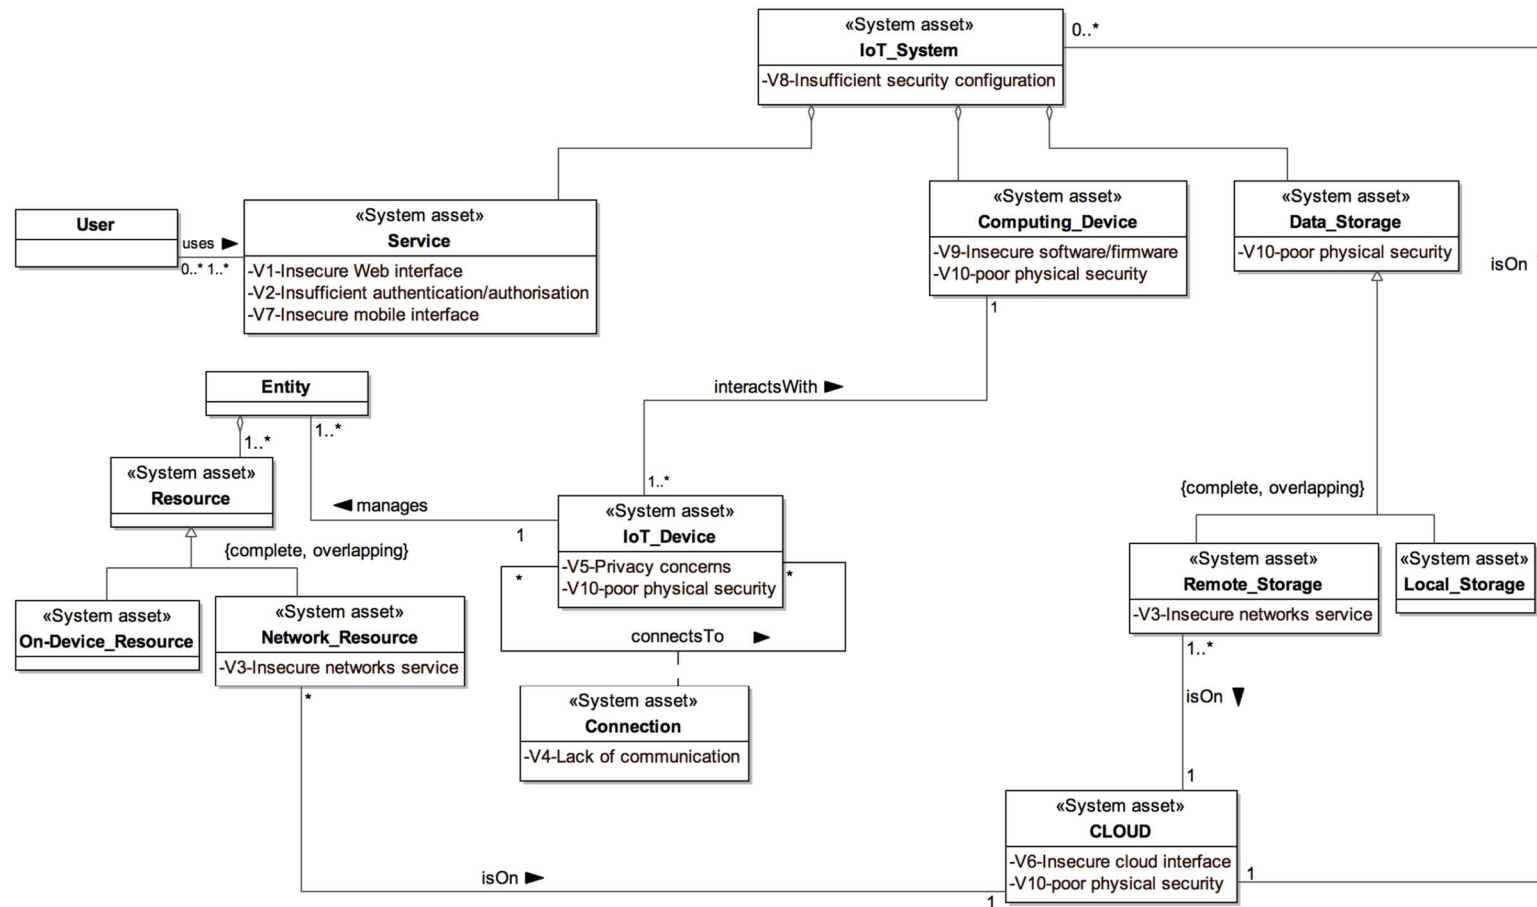 «System asset»
IoT_System
-V8-Insufficient security configuration
0..*
User
uses ►
0..* 1..*
«System asset»
Service
-V1-Insecure Web interface
-V2-Insufficient authentication/authorisation
-V7-Insecure mobile interface
«System asset»
Computing_Device
-V9-Insecure software/firmware
-V10-poor physical security
1
«System asset»
Data_Storage
-V10-poor physical security
isOn
Entity
1..*
1..*
interactsWith ►
1..*
«System asset»
Resource
{complete, overlapping}
◄ manages
1
«System asset»
IoT_Device
-V5-Privacy concerns
-V10-poor physical security
*
*
connectsTo ►
{complete, overlapping}
«System asset»
On-Device_Resource
«System asset»
Network_Resource
-V3-Insecure networks service
*
«System asset»
Connection
-V4-Lack of communication
«System asset»
Remote_Storage
-V3-Insecure networks service
1..*
«System asset»
Local_Storage
isOn ▼
1
«System asset»
CLOUD
-V6-Insecure cloud interface
-V10-poor physical security
1
isOn ►
1